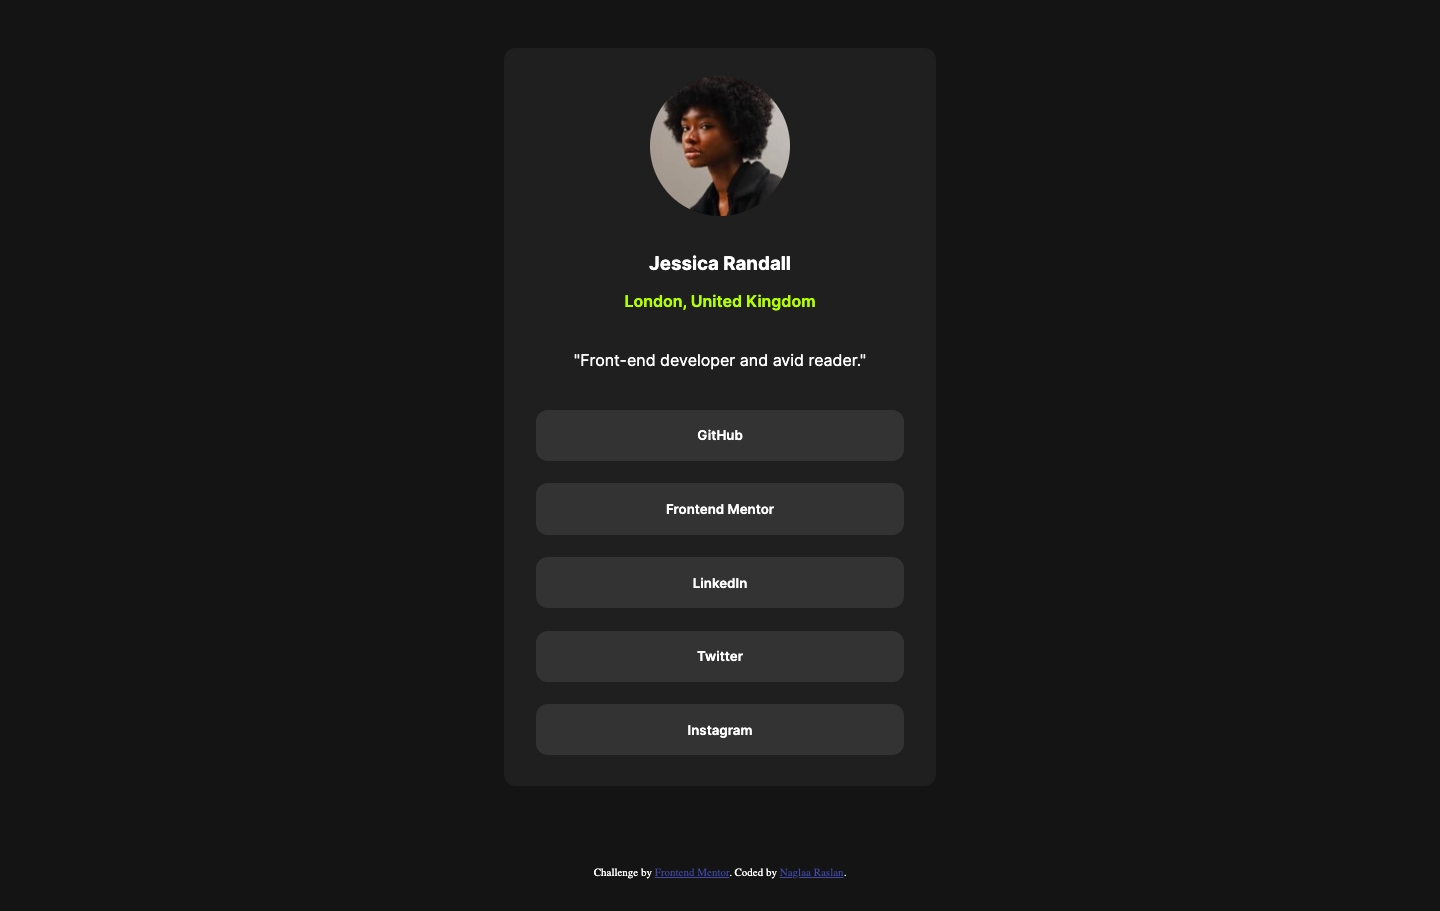 Jessica Randall
London, United Kingdom
"Front-end developer and avid reader."
GitHub
Frontend Mentor
LinkedIn
Twitter
Instagram
Challenge by Frontend Mentor. Coded by Naglaa Raslan.